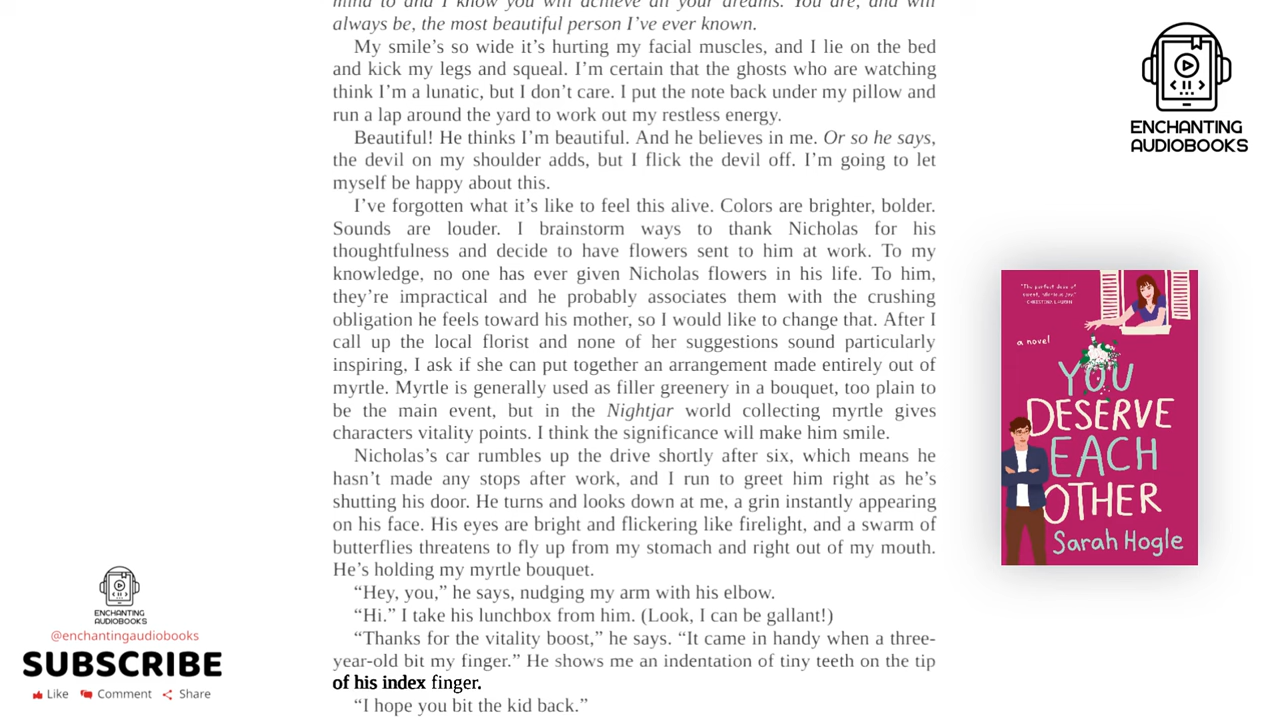 mind to and I know you will achieve all your dreams. You are, and will
always be, the most beautiful person I've ever known.
My smile's so wide it's hurting my facial muscles, and I lie on the bed
and kick my legs and squeal. I'm certain that the ghosts who are watching
think I'm a lunatic, but I don't care. I put the note back under my pillow and
run a lap around the yard to work out my restless energy.
Beautiful! He thinks I'm beautiful. And he believes in me. Or so he says,
the devil on my shoulder adds, but I flick the devil off. I'm going to let
myself be happy about this.
I've forgotten what it's like to feel this alive. Colors are brighter, bolder.
Sounds are louder. I brainstorm ways to thank Nicholas for his
thoughtfulness and decide to have flowers sent to him at work. To my
knowledge, no one has ever given Nicholas flowers in his life. To him,
they're impractical and he probably associates them with the crushing
obligation he feels toward his mother, so I would like to change that. After I
call up the local florist and none of her suggestions sound particularly
inspiring, I ask if she can put together an arrangement made entirely out of
myrtle. Myrtle is generally used as filler greenery in a bouquet, too plain to
be the main event, but in the Nightjar world collecting myrtle gives
characters vitality points. I think the significance will make him smile.
Nicholas's car rumbles up the drive shortly after six, which means he
hasn't made any stops after work, and I run to greet him right as he's
shutting his door. He turns and looks down at me, a grin instantly appearing
on his face. His eyes are bright and flickering like firelight, and a swarm of
butterflies threatens to fly up from my stomach and right out of my mouth.
He's holding my myrtle bouquet.
“Hey, you,” he says, nudging my arm with his elbow.
“Hi.” I take his lunchbox from him. (Look, I can be gallant!)
“Thanks for the vitality boost,” he says. “It came in handy when a three-
year-old bit my finger.” He shows me an indentation of tiny teeth on the tip
of his index finger.
“I hope you bit the kid back.”
ENCHANTING
AUDIOBOOKS
a novel
YOU
DESERVE
EACH
OTHER
Sarah Hogle
ENCHANTING
AUDIOBOOKS
@enchantingaudiobooks
SUBSCRIBE
Like Comment Share